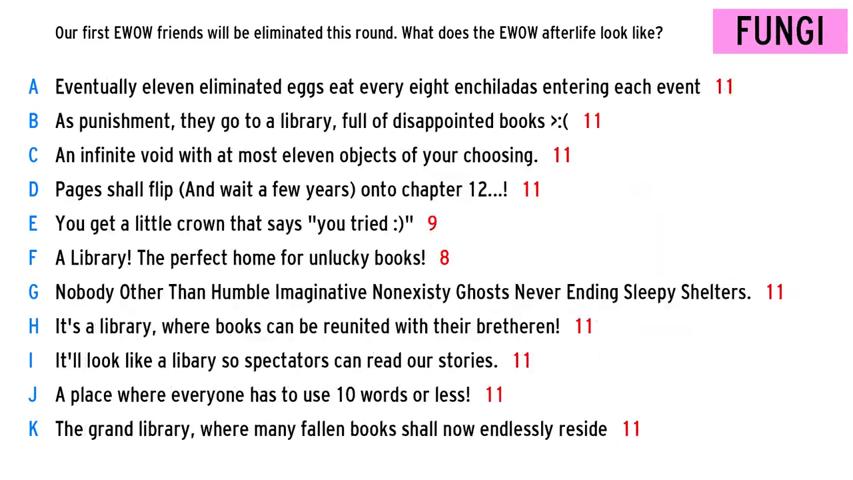 Our first EWOW friends will be eliminated this round. What does the EWOW afterlife look like?
FUNGI
A Eventually eleven eliminated eggs eat every eight enchiladas entering each event 11
B As punishment, they go to a library, full of disappointed books >:( 11
C An infinite void with at most eleven objects of your choosing. 11
D Pages shall flip (And wait a few years) onto chapter 12...! 11
E You get a little crown that says "you tried :)" 9
F A Library! The perfect home for unlucky books! 8
G Nobody Other Than Humble Imaginative Nonexisty Ghosts Never Ending Sleepy Shelters. 11
H It's a library, where books can be reunited with their bretheren! 11
I It'll look like a libary so spectators can read our stories. 11
J A place where everyone has to use 10 words or less! 11
K The grand library, where many fallen books shall now endlessly reside 11